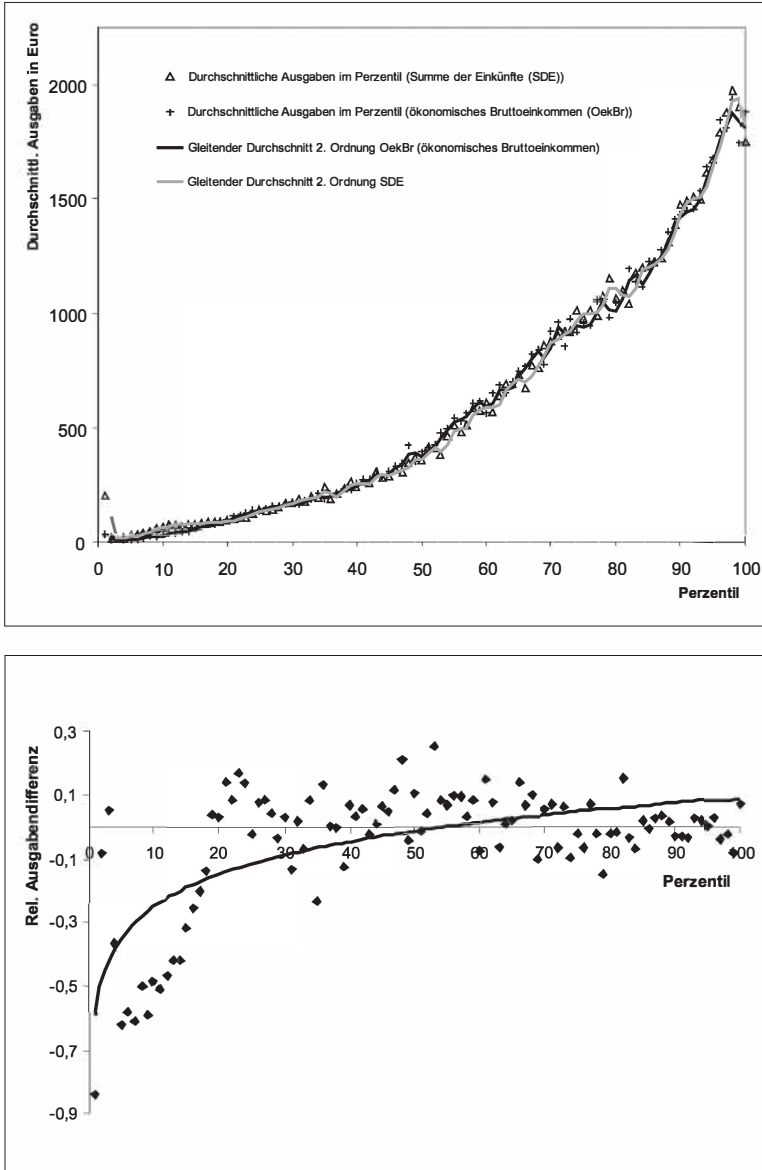 Durchschnittl. Ausgaben in Euro
2000
1500
1000
500
0
Durchschnittliche Ausgaben im Perzentil (Summe der Einkünfte (SDE))
Durchschnittliche Ausgaben im Perzentil (ökonomisches Bruttoeinkommen (OekBr))
Gleitender Durchschnitt 2. Ordnung OekBr (ökonomisches Bruttoeinkommen)
Gleitender Durchschnitt 2. Ordnung SDE
0 10 20 30 40 50 60 70 80 90 100
Perzentil
Rel. Ausgabendifferenz
0,3
0,1
-0,1
-0,3
-0,5
-0,7
-0,9
0 10 20 30 40 50 60 70 80 90 100
Perzentil